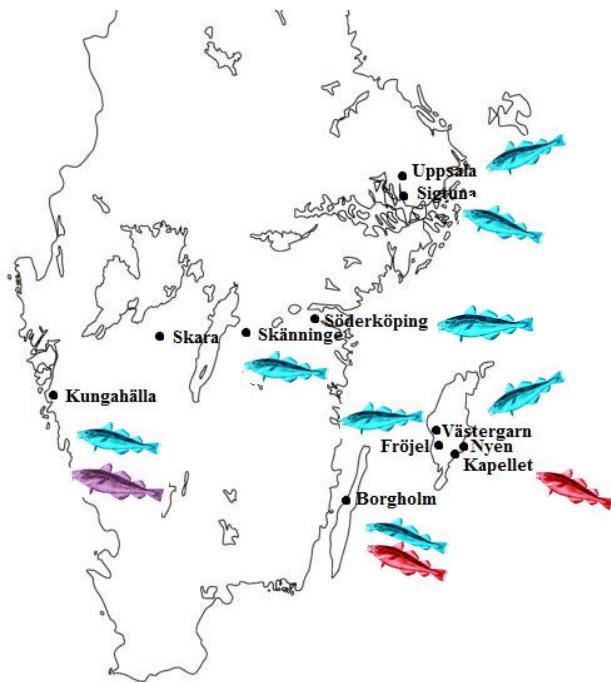 Uppsala
Sigtuna
Söderköping
Skänninge
Skara
Kungahälla
Västergarn
Fröjel
Nyen
Kapellet
Borgholm